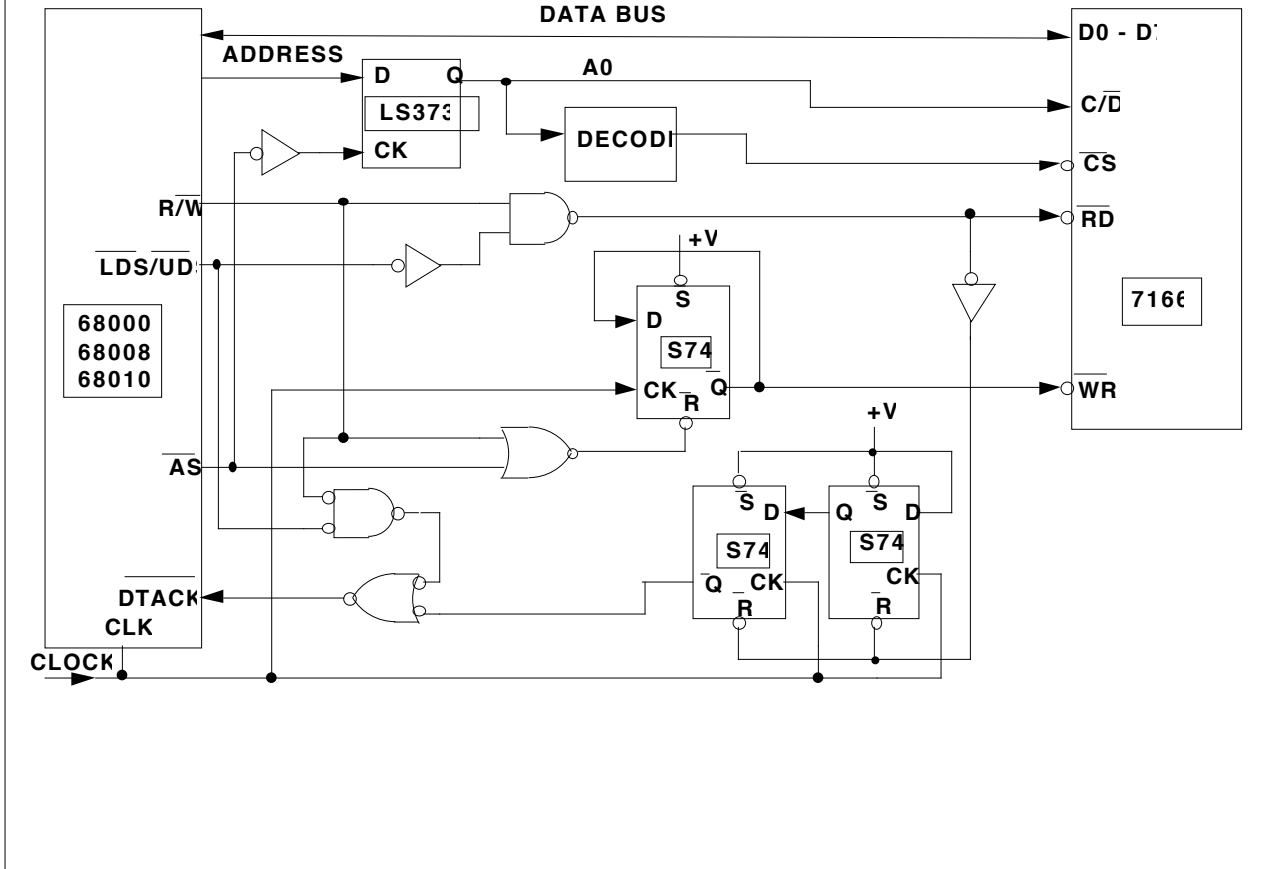 DATA BUS
D0 - D
ADDRESS
D Q
A0
LS373
C/D
CK
DECODI
CS
R/W
RD
+V
LDS/UD
S
D
7166
68000
68008
68010
S74
CK Q
R
WR
+V
AS
S
D
Q
S
D
S74
S74
Q CK
CK
R
R
DTACK
CLK
CLOCK